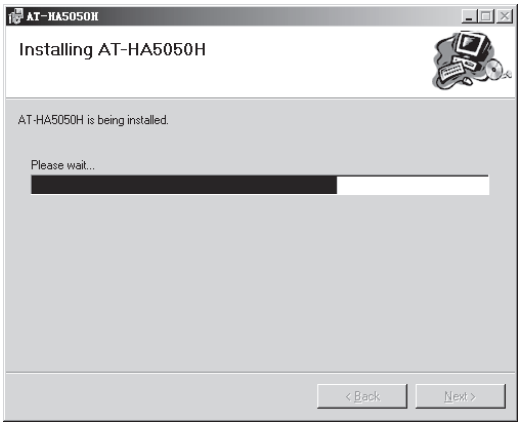 AT-HA5050H
Installing AT-HA5050H
AT-HA5050H is being installed.
Please wait...
< Back
Next >